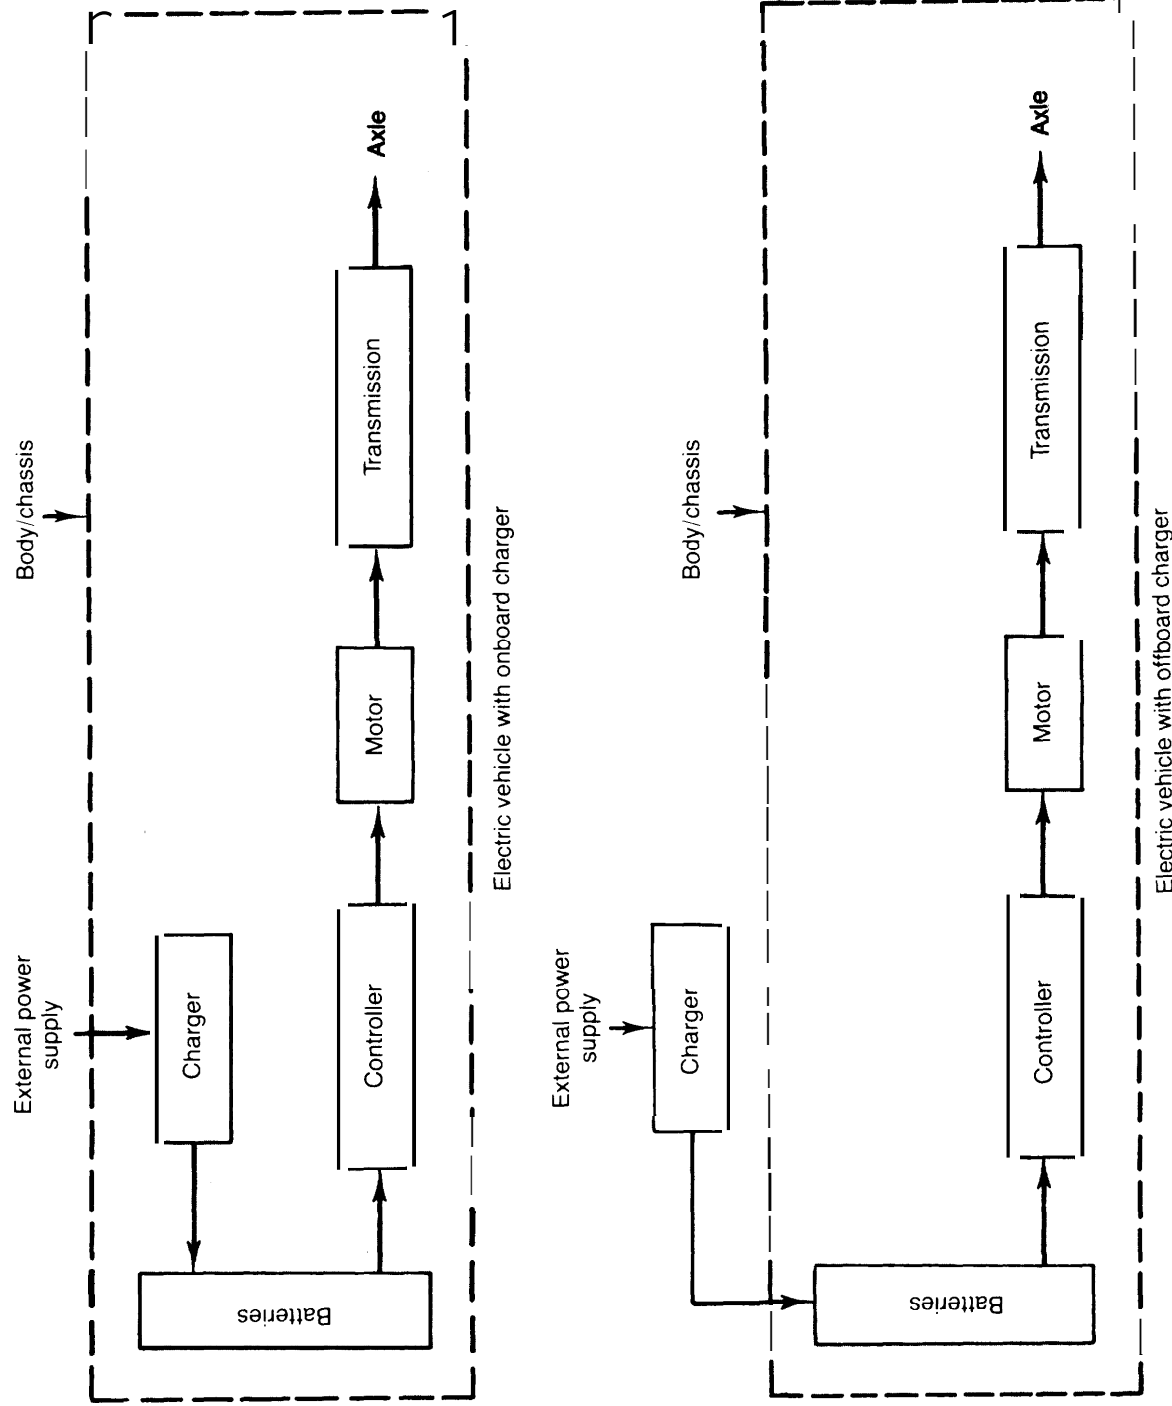 Body/chassis
External power
supply
Charger
Batteries
Controller
Motor
Transmission
Axle
Electric vehicle with onboard charger
Body/chassis
External power
supply
Charger
Batteries
Controller
Motor
Transmission
Axle
Electric vehicle with offboard charger